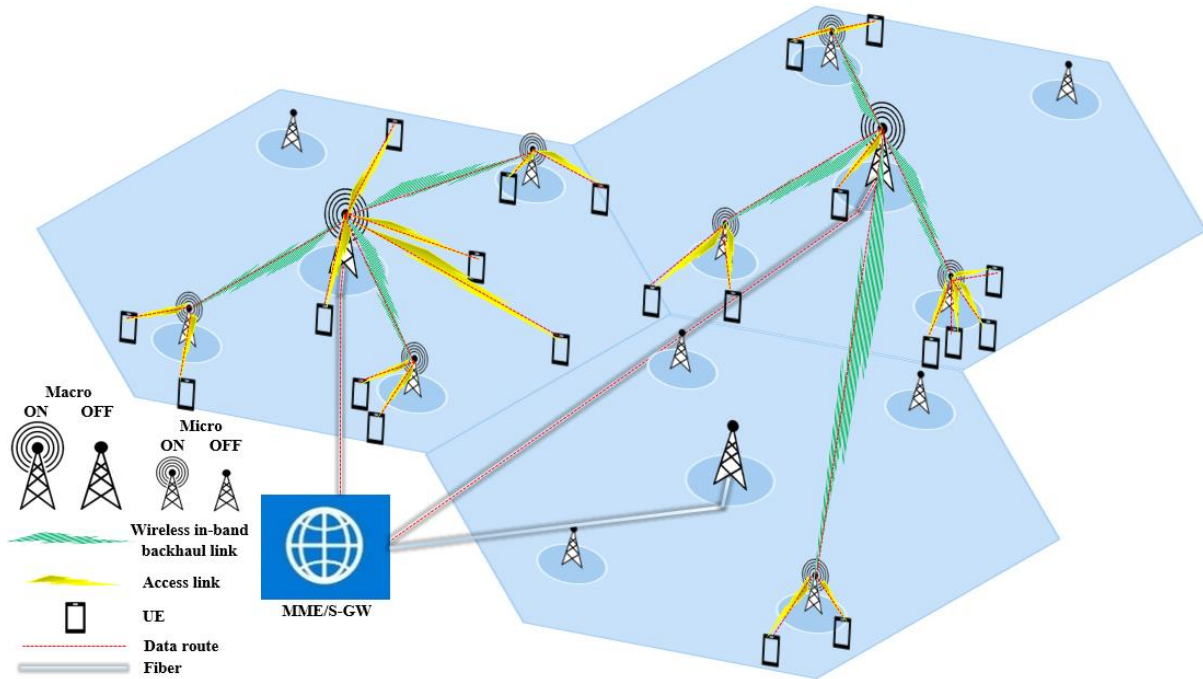 Macro
ON OFF
Micro
ON OFF
Wireless in-band
backhaul link
Access link
UE
Data route
Fiber
MME/S-GW